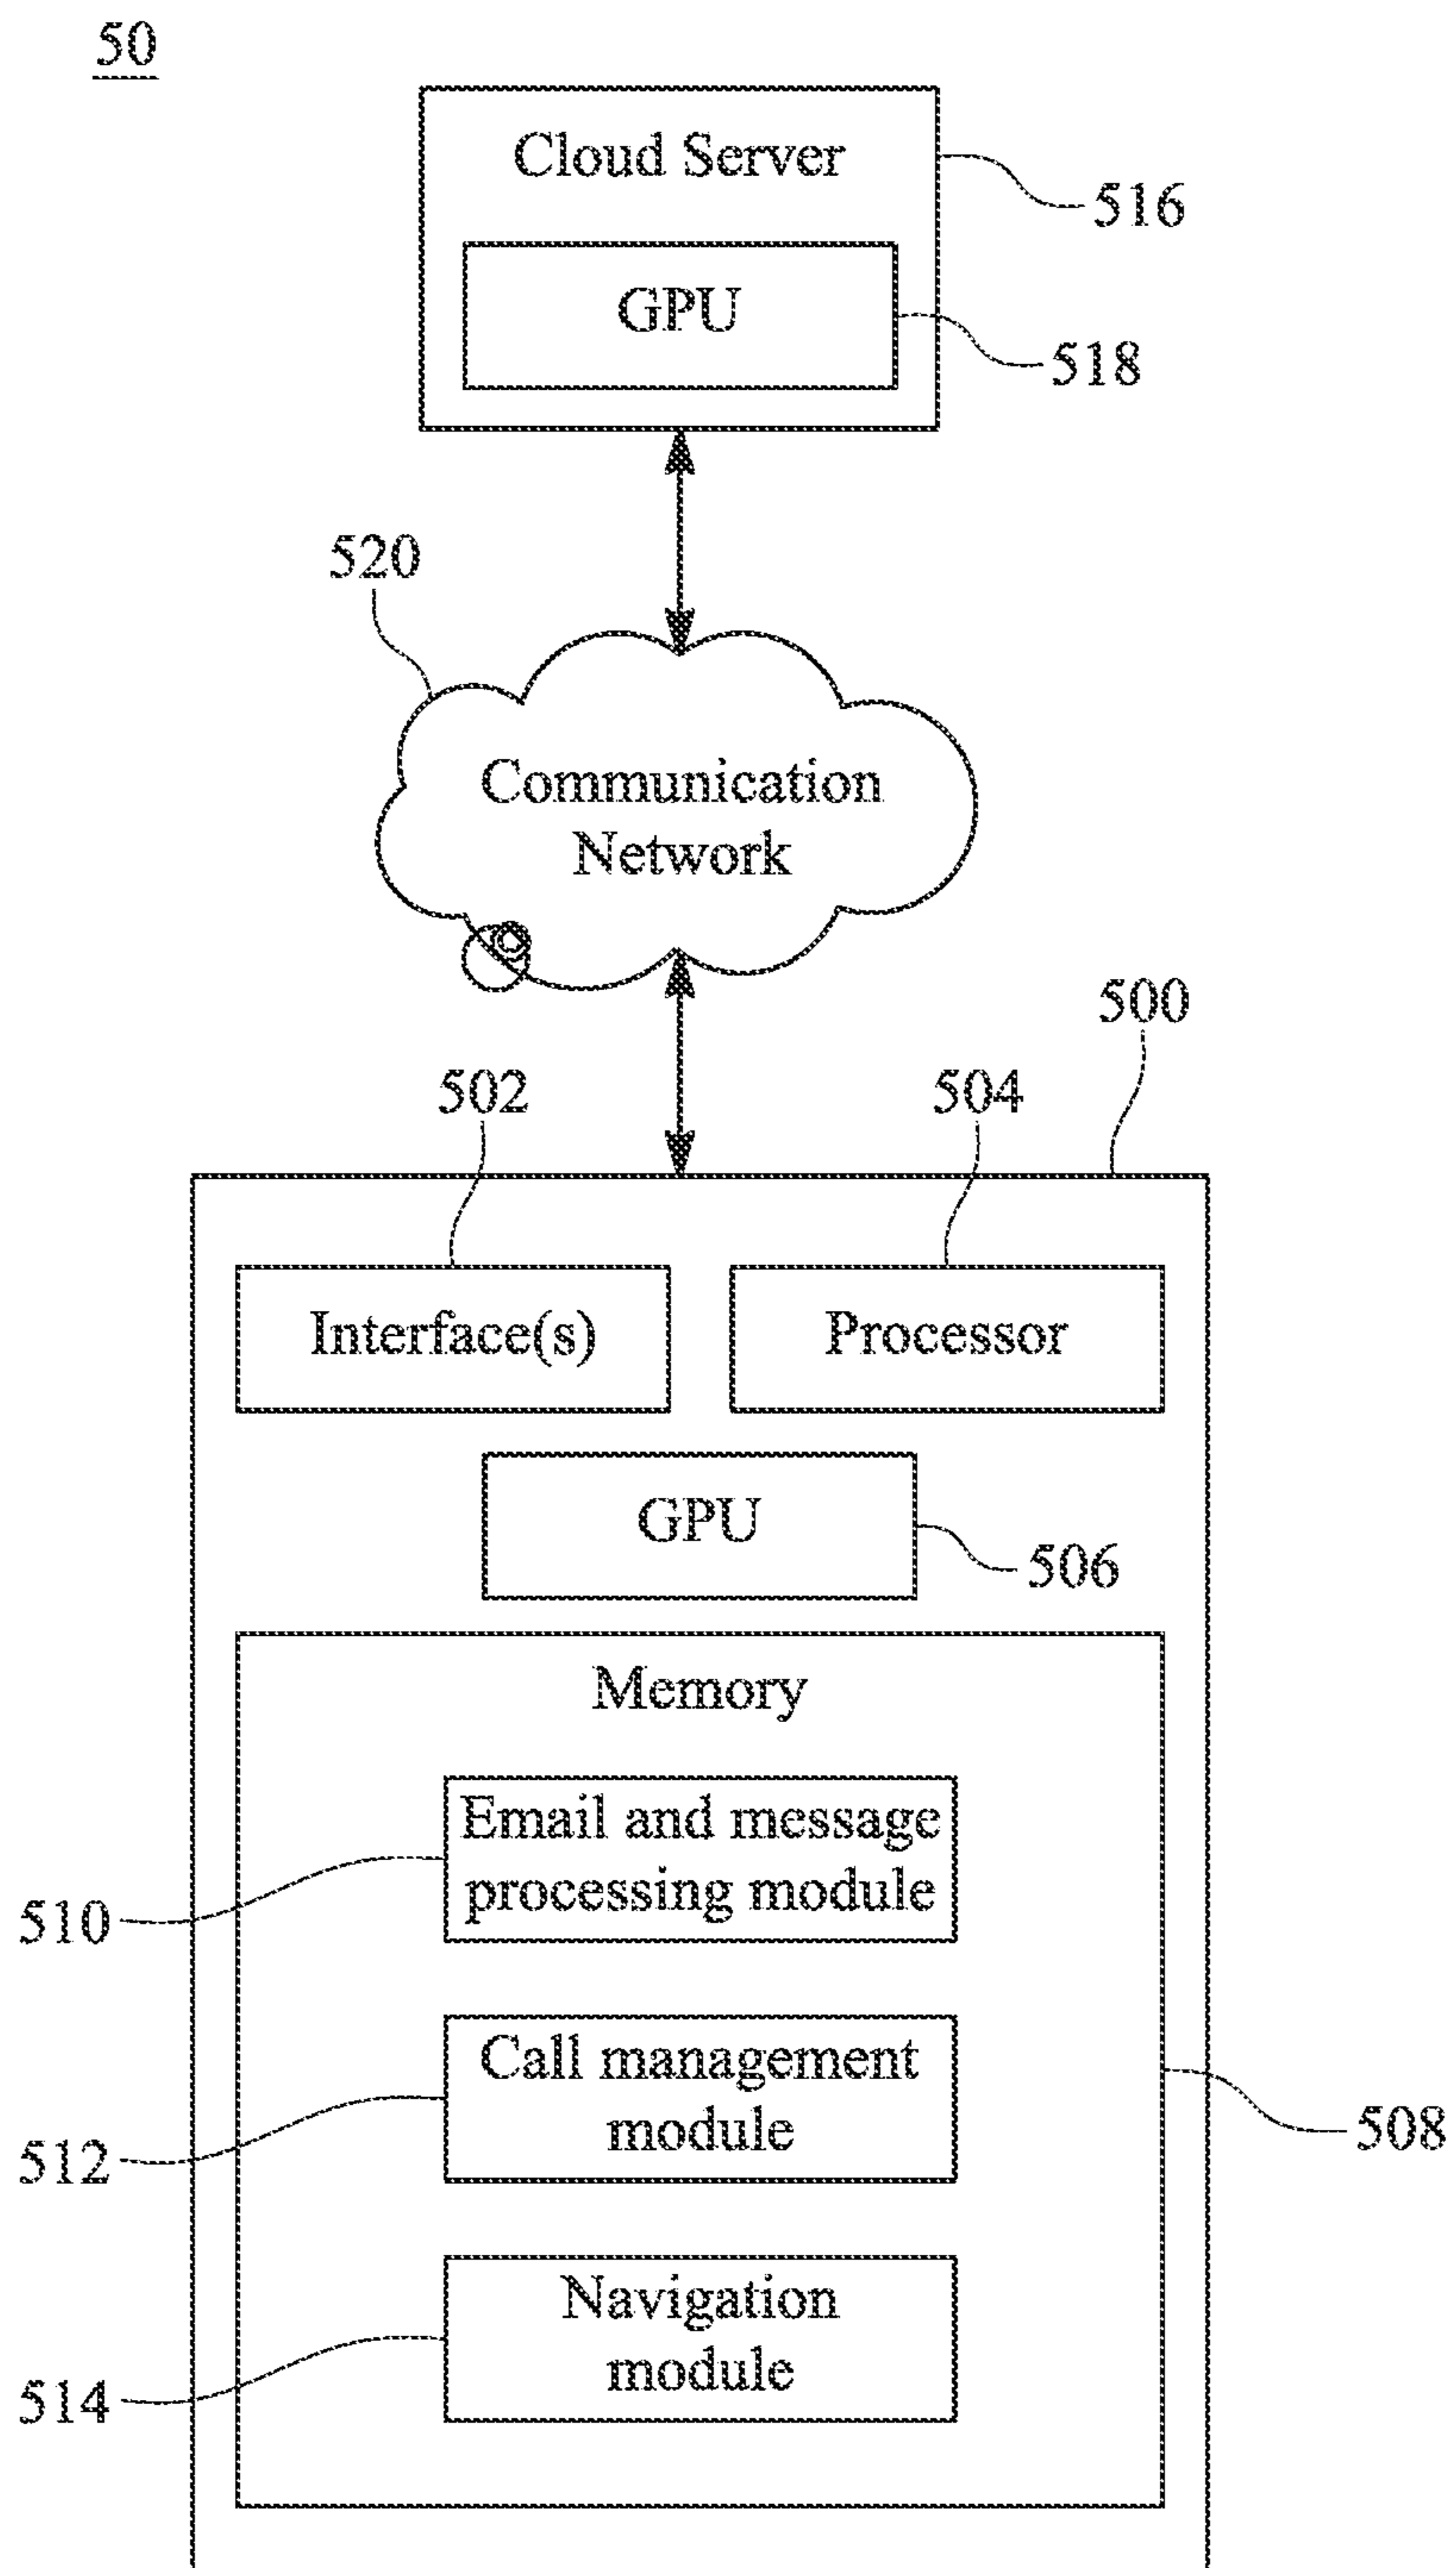 50
Cloud Server
516
GPU
518
520
Communication
Network
500
502
504
Interface(s)
Processor
GPU
506
Memory
Email and message
processing module
510
Call management
module
508
512
Navigation
module
514